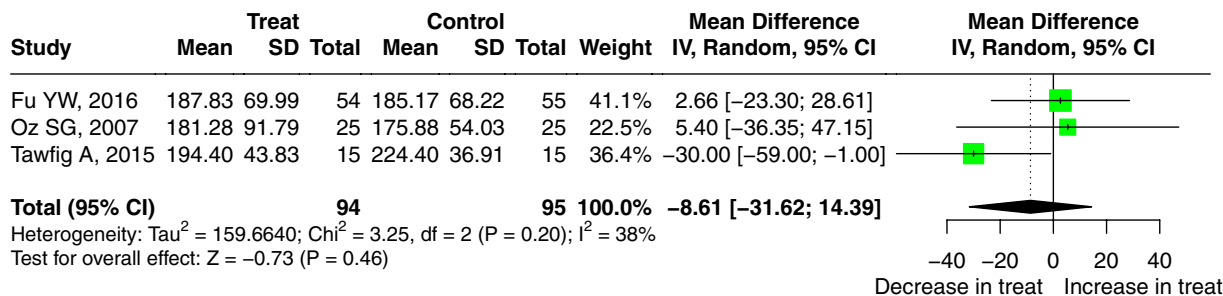 Treat Control Mean Difference Mean Difference
Study Mean SD Total Mean SD Total Weight IV, Random, 95% CI IV, Random, 95% CI
Fu YW, 2016 187.83 69.99 54 185.17 68.22 55 41.1% 2.66 [−23.30; 28.61]
Oz SG, 2007 181.28 91.79 25 175.88 54.03 25 22.5% 5.40 [−36.35; 47.15]
Tawfig A, 2015 194.40 43.83 15 224.40 36.91 15 36.4% −30.00 [−59.00; −1.00]
Total (95% CI) 94 95 100.0% −8.61 [−31.62; 14.39]
Heterogeneity: Tau² = 159.6640; Chi² = 3.25, df = 2 (P = 0.20); I² = 38%
Test for overall effect: Z = −0.73 (P = 0.46)
−40 −20 0 20 40
Decrease in treat Increase in treat